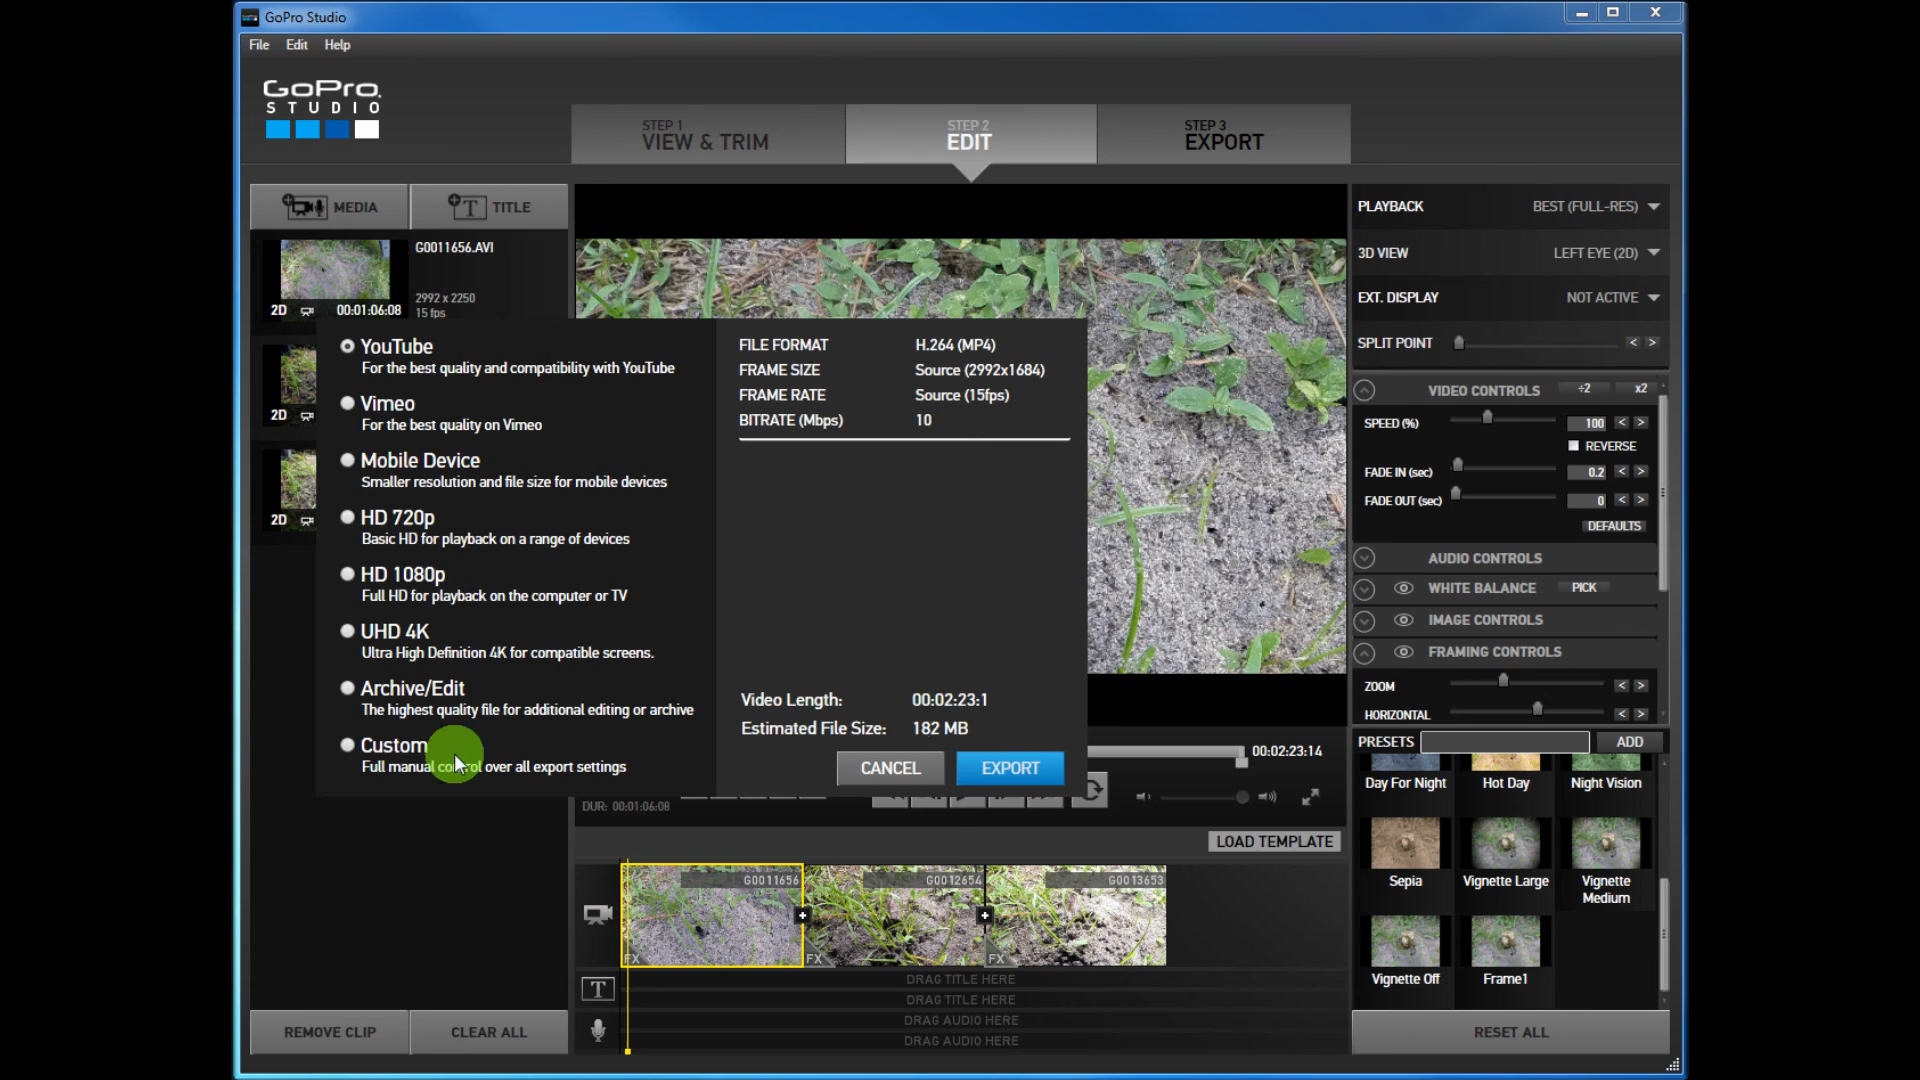 GoPro Studio
File Edit Help
GoPro
STUDIO
STEP 1
VIEW & TRIM
STEP 2
EDIT
STEP 3
EXPORT
MEDIA
TITLE
G0011656.AVI
2992 x 2250
15 fps
2D 00:01:06:08
2D
2D
YouTube
For the best quality and compatibility with YouTube
Vimeo
For the best quality on Vimeo
Mobile Device
Smaller resolution and file size for mobile devices
HD 720p
Basic HD for playback on a range of devices
HD 1080p
Full HD for playback on the computer or TV
UHD 4K
Ultra High Definition 4K for compatible screens.
Archive/Edit
The highest quality file for additional editing or archive
Custom
Full manual control over all export settings
FILE FORMAT H.264 (MP4)
FRAME SIZE Source (2992x1684)
FRAME RATE Source (15fps)
BITRATE (Mbps) 10
Video Length: 00:02:23:1
Estimated File Size: 182 MB
CANCEL EXPORT
00:02:23:14
DUR: 00:01:06:08
LOAD TEMPLATE
G0011656 G0012654 G0013653
FX FX FX
T
DRAG TITLE HERE
DRAG TITLE HERE
DRAG AUDIO HERE
DRAG AUDIO HERE
REMOVE CLIP CLEAR ALL
PLAYBACK BEST (FULL-RES)
3D VIEW LEFT EYE (2D)
EXT. DISPLAY NOT ACTIVE
SPLIT POINT < >
VIDEO CONTROLS ÷2 x2
SPEED (%) 100 < >
REVERSE
FADE IN (sec) 0.2 < >
FADE OUT (sec) 0 < >
DEFAULTS
AUDIO CONTROLS
WHITE BALANCE PICK
IMAGE CONTROLS
FRAMING CONTROLS
ZOOM < >
HORIZONTAL < >
PRESETS ADD
Day For Night Hot Day Night Vision
Sepia Vignette Large Vignette
Medium
Vignette Off Frame1
RESET ALL